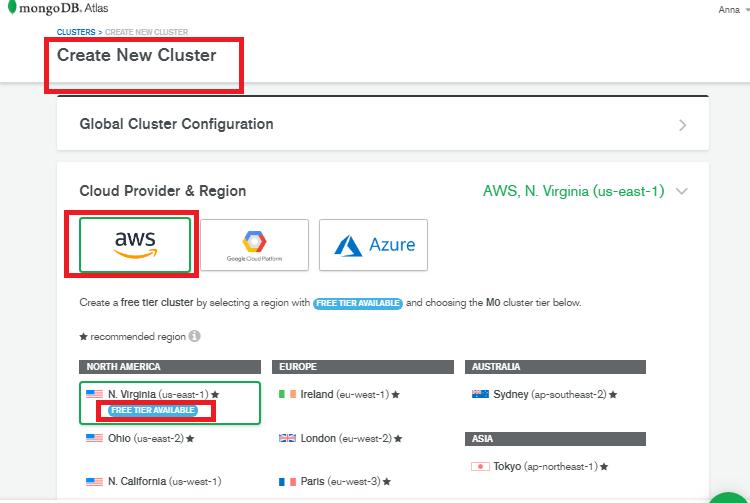 mongoDB. Atlas
Anna
CLUSTERS > CREATE NEW CLUSTER
Create New Cluster
Global Cluster Configuration
Cloud Provider & Region
AWS, N. Virginia (us-east-1)
aws
Google Cloud Platform
Azure
Create a free tier cluster by selecting a region with FREE TIER AVAILABLE and choosing the M0 cluster tier below.
★ recommended region i
NORTH AMERICA
N. Virginia (us-east-1) ★
FREE TIER AVAILABLE
Ohio (us-east-2) ★
N. California (us-west-1)
EUROPE
Ireland (eu-west-1) ★
London (eu-west-2) ★
Paris (eu-west-3) ★
AUSTRALIA
Sydney (ap-southeast-2) ★
ASIA
Tokyo (ap-northeast-1) ★